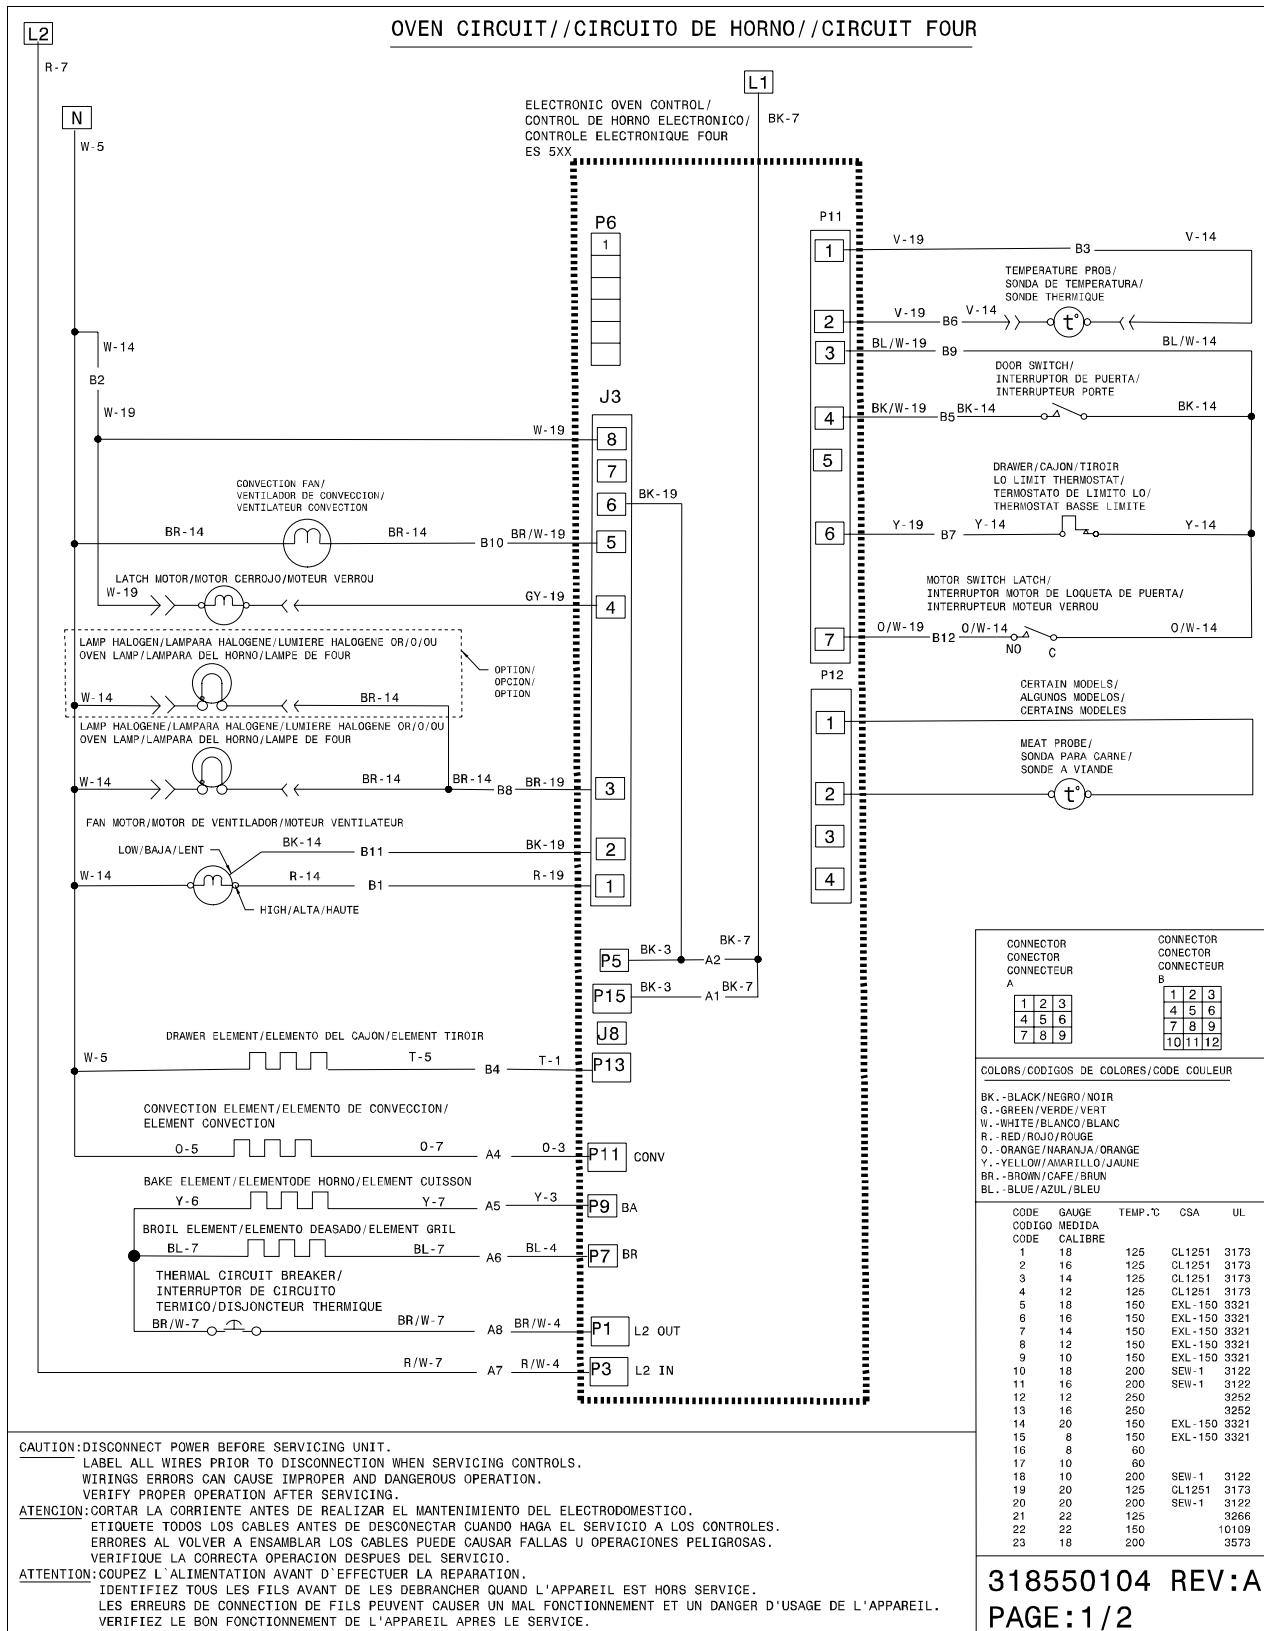 OVEN CIRCUIT//CIRCUITO DE HORNO//CIRCUIT FOUR
L2
R-7
L1
BK-7
N
W-5
ELECTRONIC OVEN CONTROL/
CONTROL DE HORNO ELECTRONICO/
CONTROLE ELECTRONIQUE FOUR
ES 5XX
P6
1
P11
1
V-19
B3
V-14
TEMPERATURE PROB/
SONDA DE TEMPERATURA/
SONDE THERMIQUE
2
V-19
B6
V-14
t°
3
BL/W-19
B9
BL/W-14
DOOR SWITCH/
INTERRUPTOR DE PUERTA/
INTERRUPTEUR PORTE
4
BK/W-19
B5
BK-14
BK-14
5
DRAWER/CAJON/TIROIR
LO LIMIT THERMOSTAT/
TERMOSTATO DE LIMITO LO/
THERMOSTAT BASSE LIMITE
6
Y-19
B7
Y-14
Y-14
MOTOR SWITCH LATCH/
INTERRUPTOR MOTOR DE LOQUETA DE PUERTA/
INTERRUPTEUR MOTEUR VERROU
7
O/W-19
B12
O/W-14
NO
C
O/W-14
P12
CERTAIN MODELS/
ALGUNOS MODELOS/
CERTAINS MODELES
1
MEAT PROBE/
SONDA PARA CARNE/
SONDE A VIANDE
2
t°
3
4
W-14
B2
W-19
J3
W-19
8
7
6
BK-19
CONVECTION FAN/
VENTILADOR DE CONVECCION/
VENTILATEUR CONVECTION
BR-14
BR-14
B10
BR/W-19
5
LATCH MOTOR/MOTOR CERROJO/MOTEUR VERROU
W-19
GY-19
4
LAMP HALOGEN/LAMPARA HALOGENE/LUMIERE HALOGENE OR/O/OU
OVEN LAMP/LAMPARA DEL HORNO/LAMPE DE FOUR
OPTION/
OPCION/
OPTION
W-14
BR-14
LAMP HALOGENE/LAMPARA HALOGENE/LUMIERE HALOGENE OR/O/OU
OVEN LAMP/LAMPARA DEL HORNO/LAMPE DE FOUR
W-14
BR-14
BR-14
B8
BR-19
3
FAN MOTOR/MOTOR DE VENTILADOR/MOTEUR VENTILATEUR
LOW/BAJA/LENT
BK-14
B11
BK-19
2
W-14
R-14
B1
R-19
1
HIGH/ALTA/HAUTE
P5
BK-3
A2
BK-7
P15
BK-3
A1
BK-7
J8
DRAWER ELEMENT/ELEMENTO DEL CAJON/ELEMENT TIROIR
W-5
T-5
B4
T-1
P13
CONVECTION ELEMENT/ELEMENTO DE CONVECCION/
ELEMENT CONVECTION
O-5
O-7
A4
O-3
P11
CONV
BAKE ELEMENT/ELEMENTODE HORNO/ELEMENT CUISSON
Y-6
Y-7
A5
Y-3
P9
BA
BROIL ELEMENT/ELEMENTO DEASADO/ELEMENT GRIL
BL-7
BL-7
A6
BL-4
P7
BR
THERMAL CIRCUIT BREAKER/
INTERRUPTOR DE CIRCUITO
TERMICO/DISJONCTEUR THERMIQUE
BR/W-7
BR/W-7
A8
BR/W-4
P1
L2 OUT
R/W-7
A7
R/W-4
P3
L2 IN
CONNECTOR
CONECTOR
CONNECTEUR
A
1 2 3
4 5 6
7 8 9
CONNECTOR
CONECTOR
CONNECTEUR
B
1 2 3
4 5 6
7 8 9
10 11 12
COLORS/CODIGOS DE COLORES/CODE COULEUR
BK.-BLACK/NEGRO/NOIR
G.-GREEN/VERDE/VERT
W.-WHITE/BLANCO/BLANC
R.-RED/ROJO/ROUGE
O.-ORANGE/NARANJA/ORANGE
Y.-YELLOW/AMARILLO/JAUNE
BR.-BROWN/CAFE/BRUN
BL.-BLUE/AZUL/BLEU
CODE GAUGE TEMP.°C CSA UL
CODIGO MEDIDA
CODE CALIBRE
1 18 125 CL1251 3173
2 16 125 CL1251 3173
3 14 125 CL1251 3173
4 12 125 CL1251 3173
5 18 150 EXL-150 3321
6 16 150 EXL-150 3321
7 14 150 EXL-150 3321
8 12 150 EXL-150 3321
9 10 150 EXL-150 3321
10 18 200 SEW-1 3122
11 16 200 SEW-1 3122
12 12 250 3252
13 16 250 3252
14 20 150 EXL-150 3321
15 8 150 EXL-150 3321
16 8 60
17 10 60
18 10 200 SEW-1 3122
19 20 125 CL1251 3173
20 20 200 SEW-1 3122
21 22 125 3266
22 22 150 10109
23 18 200 3573
CAUTION:DISCONNECT POWER BEFORE SERVICING UNIT.
LABEL ALL WIRES PRIOR TO DISCONNECTION WHEN SERVICING CONTROLS.
WIRINGS ERRORS CAN CAUSE IMPROPER AND DANGEROUS OPERATION.
VERIFY PROPER OPERATION AFTER SERVICING.
ATENCION:CORTAR LA CORRIENTE ANTES DE REALIZAR EL MANTENIMIENTO DEL ELECTRODOMESTICO.
ETIQUETE TODOS LOS CABLES ANTES DE DESCONECTAR CUANDO HAGA EL SERVICIO A LOS CONTROLES.
ERRORES AL VOLVER A ENSAMBLAR LOS CABLES PUEDE CAUSAR FALLAS U OPERACIONES PELIGROSAS.
VERIFIQUE LA CORRECTA OPERACION DESPUES DEL SERVICIO.
ATTENTION:COUPEZ L`ALIMENTATION AVANT D`EFFECTUER LA REPARATION.
IDENTIFIEZ TOUS LES FILS AVANT DE LES DEBRANCHER QUAND L'APPAREIL EST HORS SERVICE.
LES ERREURS DE CONNECTION DE FILS PEUVENT CAUSER UN MAL FONCTIONNEMENT ET UN DANGER D'USAGE DE L'APPAREIL.
VERIFIEZ LE BON FONCTIONNEMENT DE L'APPAREIL APRES LE SERVICE.
318550104 REV:A
PAGE:1/2